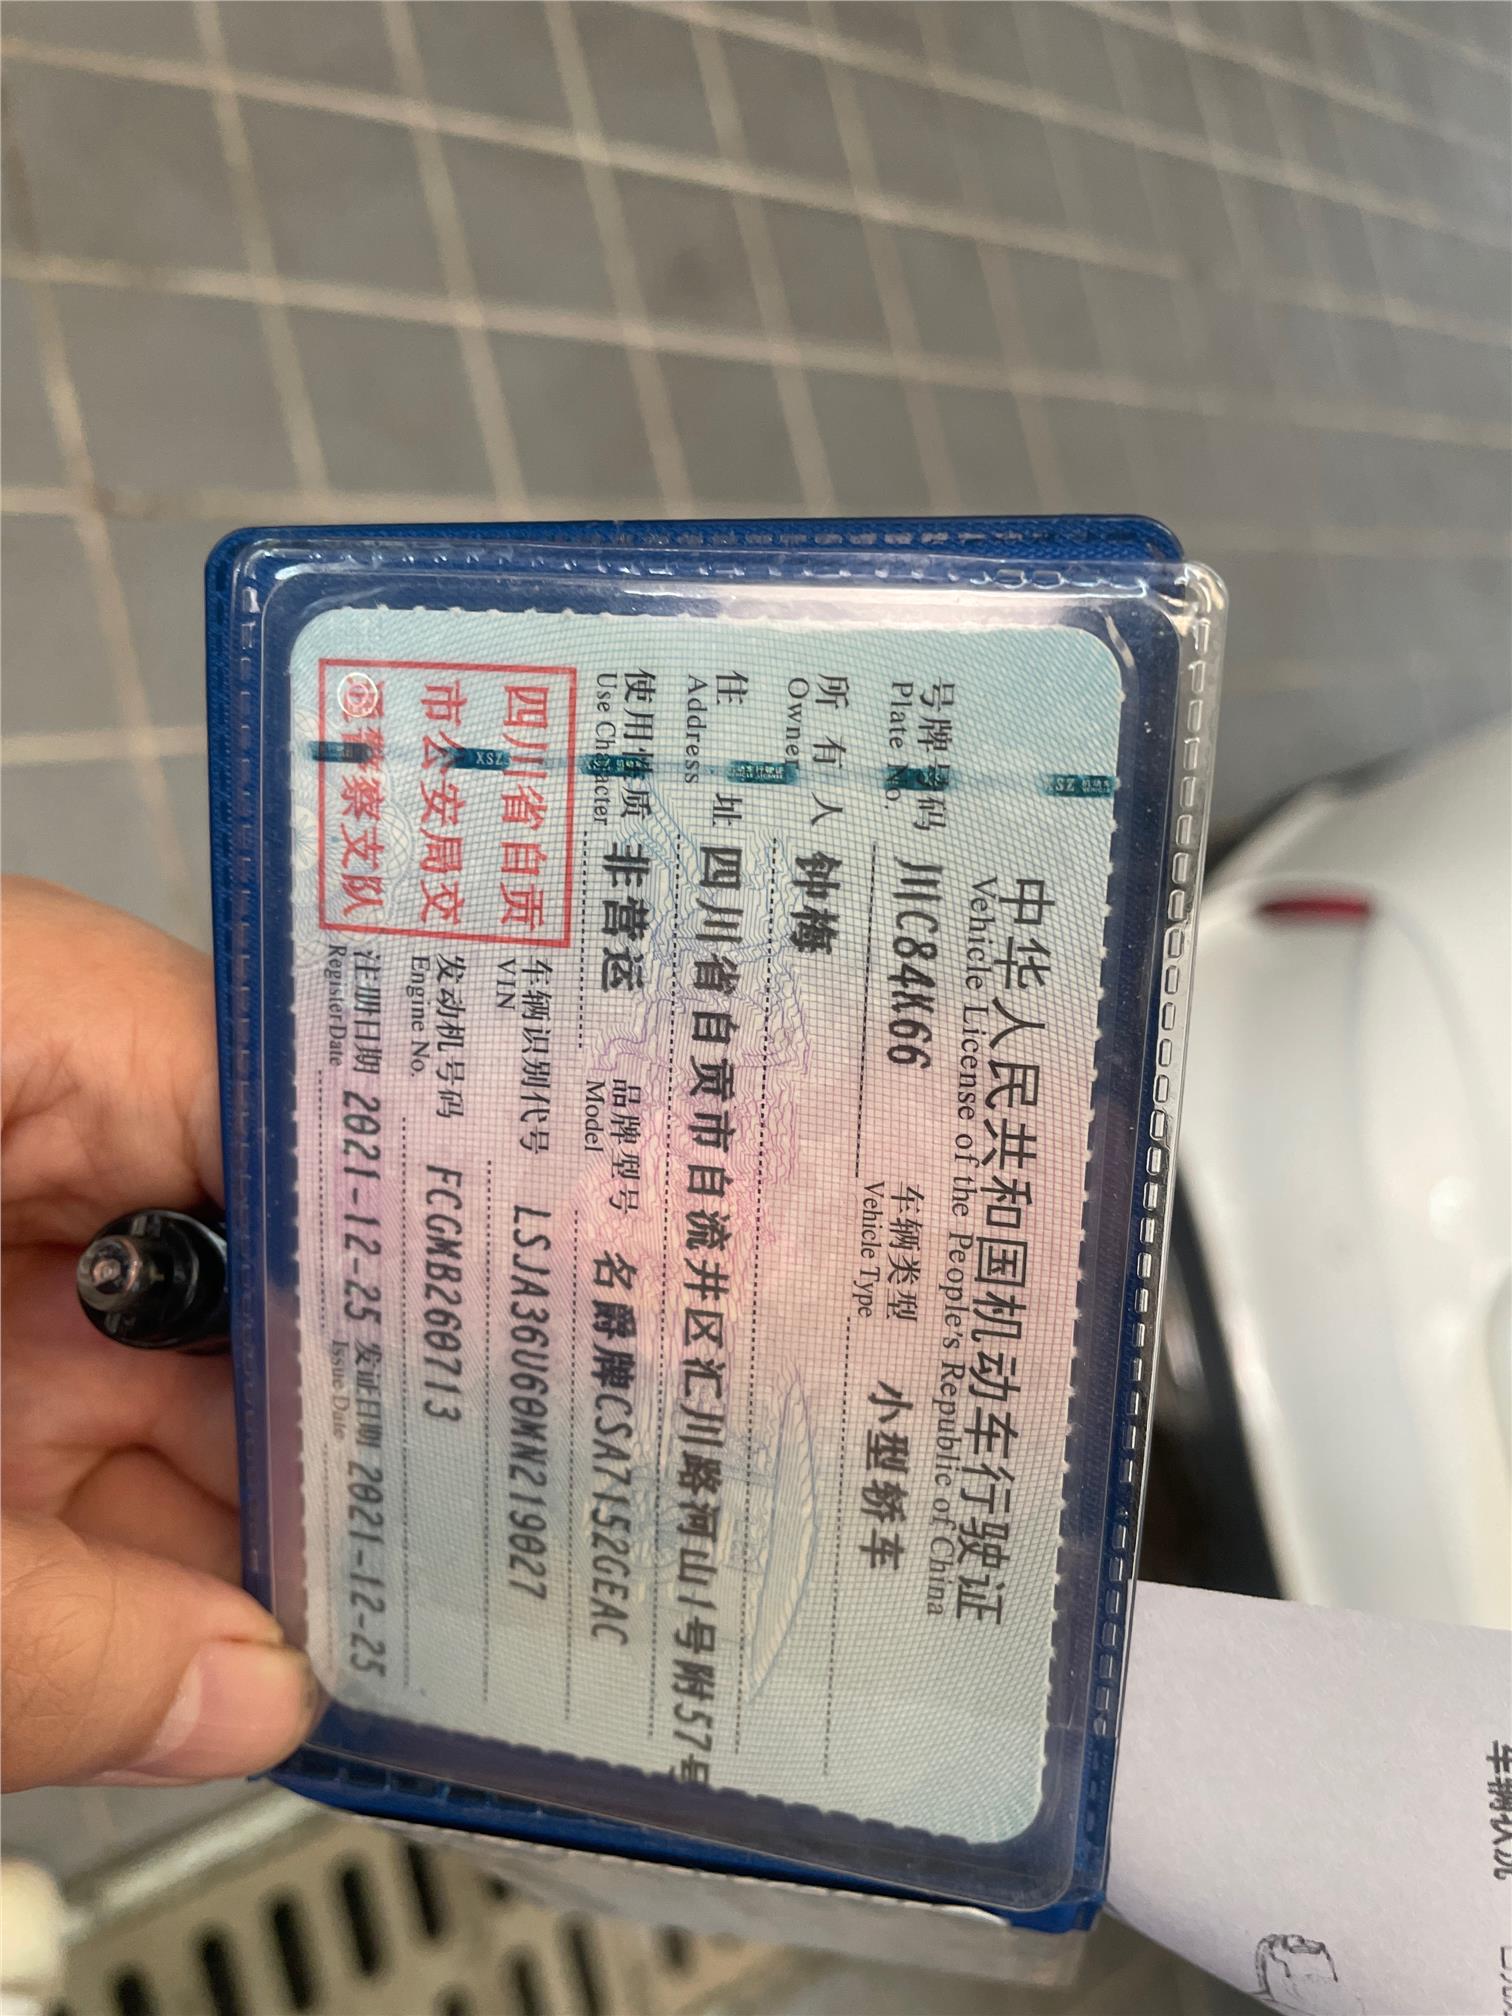 中华人民共和国机动车行驶证
Vehicle License of the People's Republic of China
号牌号码 川C84K66 车辆类型 小型轿车
Plate No. Vehicle Type
所有人 钟梅
Owner
住址 四川省自贡市自流井区汇川路河山1号附57号
Address
使用性质 非营运 品牌型号 名爵牌CSA7152GEAC
Use Character Model
四川省自贡
市公安局交
通警察支队
车辆识别代号 LSJA36U60MN219027
VIN
发动机号码 FCGMB260713
Engine No.
注册日期 2021-12-25 发证日期 2021-12-25
Register Date Issue Date